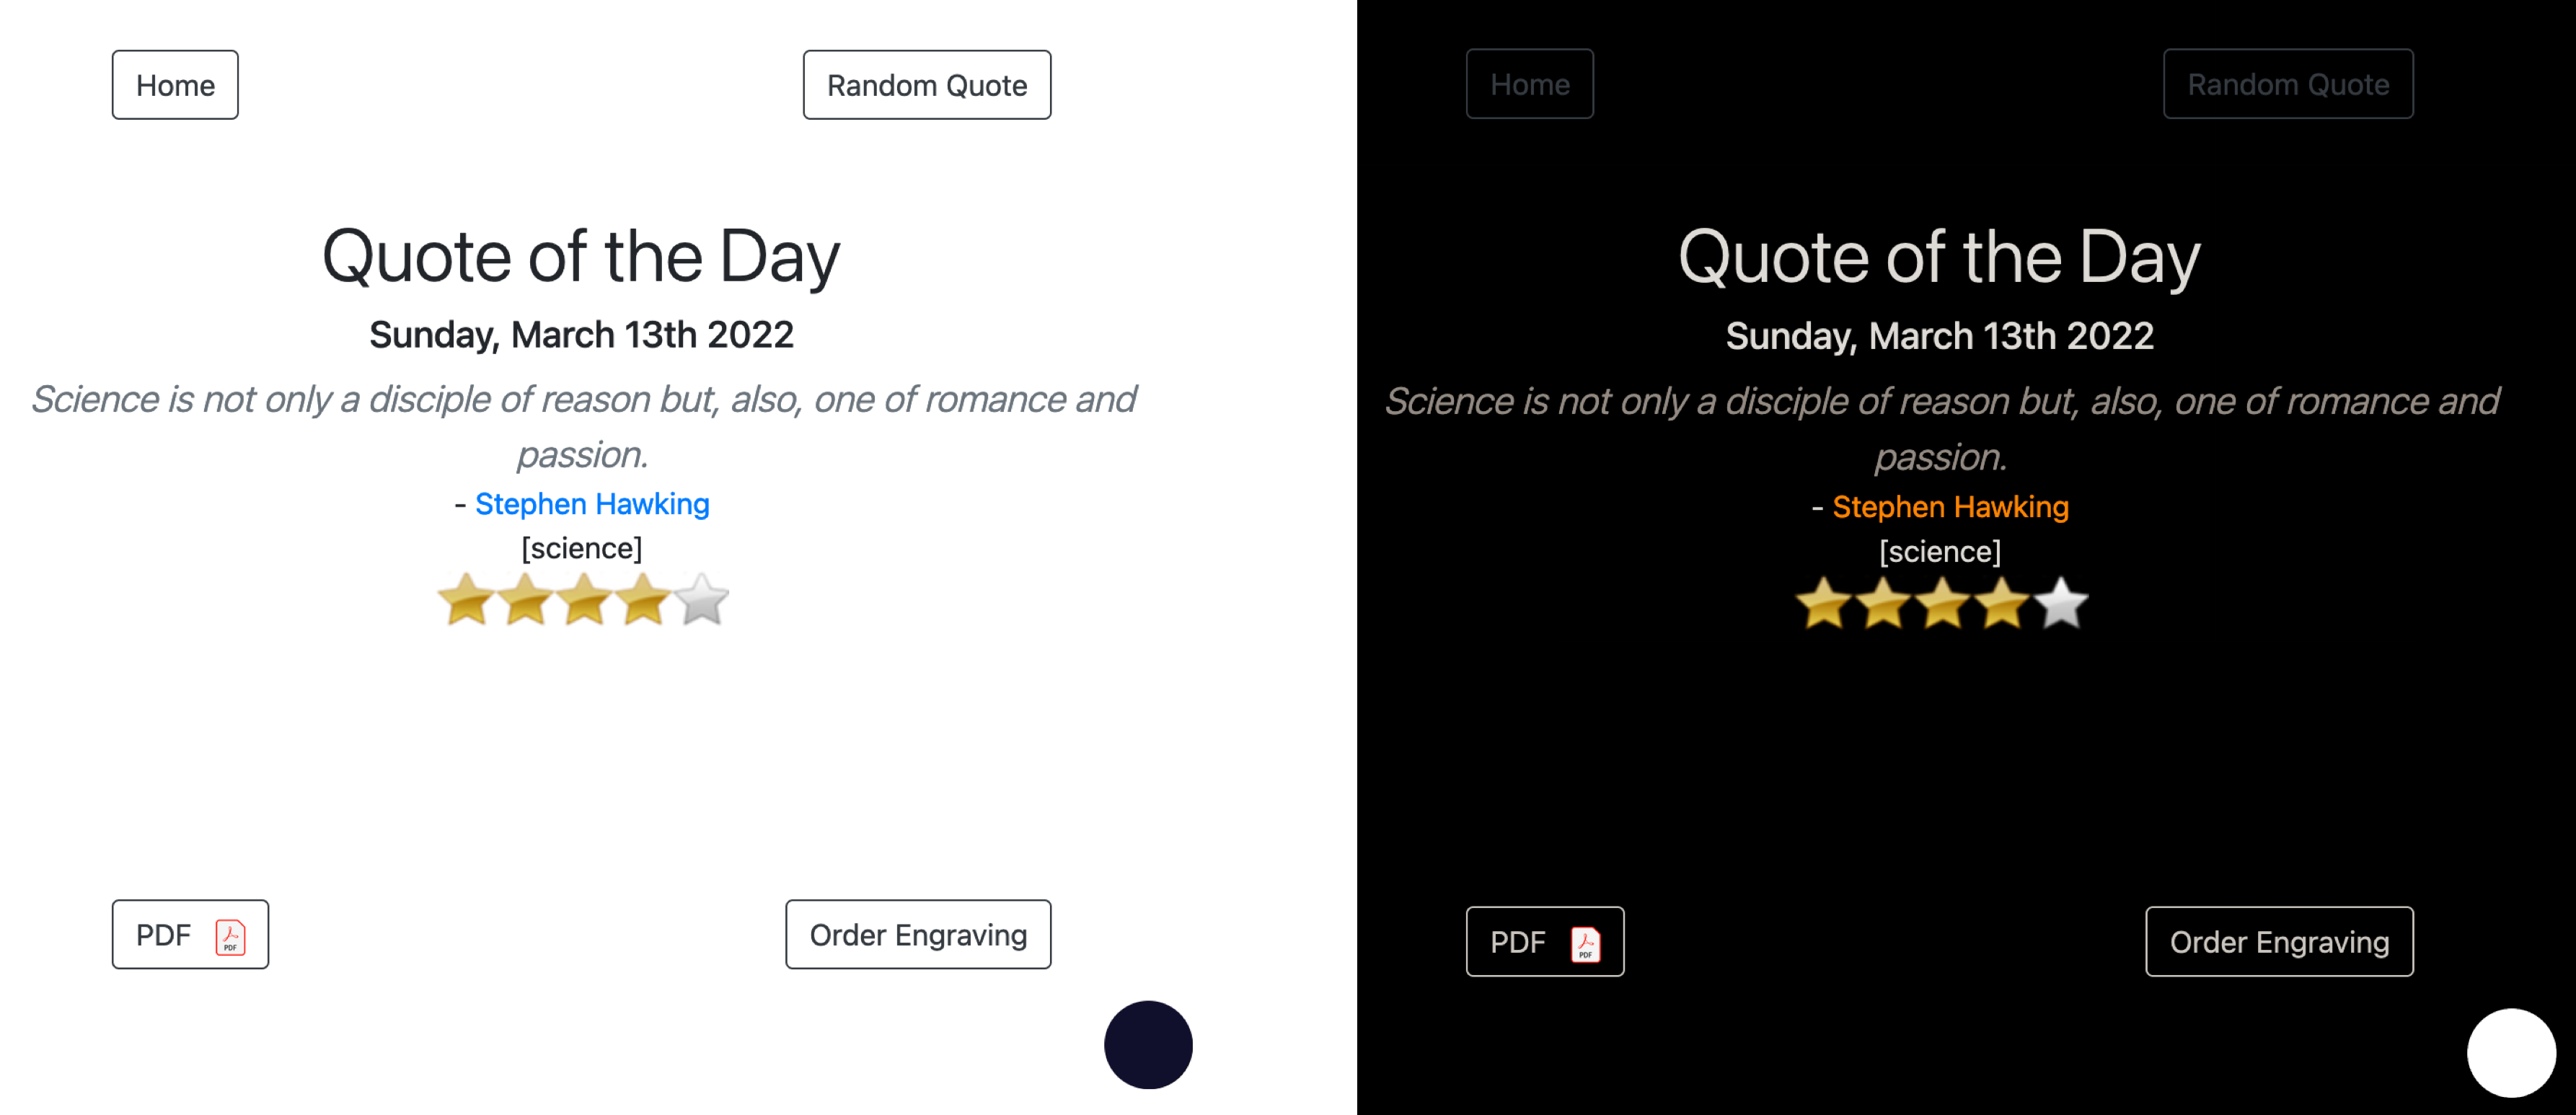 Home
Random Quote
Quote of the Day
Sunday, March 13th 2022
Science is not only a disciple of reason but, also, one of romance and
passion.
- Stephen Hawking
[science]
PDF PDF
Order Engraving
Home
Random Quote
Quote of the Day
Sunday, March 13th 2022
Science is not only a disciple of reason but, also, one of romance and
passion.
- Stephen Hawking
[science]
PDF PDF
Order Engraving